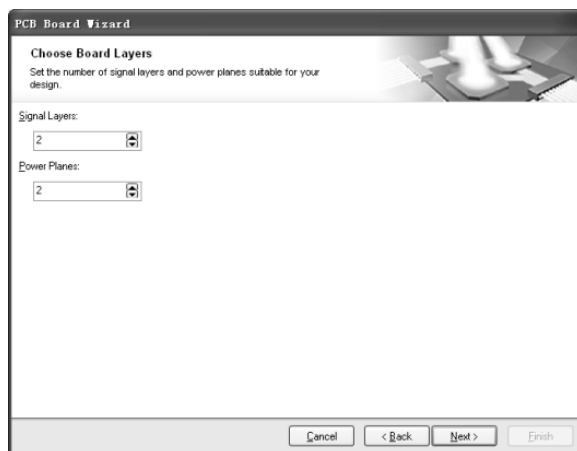 PCB Board Wizard
Choose Board Layers
Set the number of signal layers and power planes suitable for your
design.
Signal Layers:
2
Power Planes:
2
Cancel
< Back
Next >
Finish